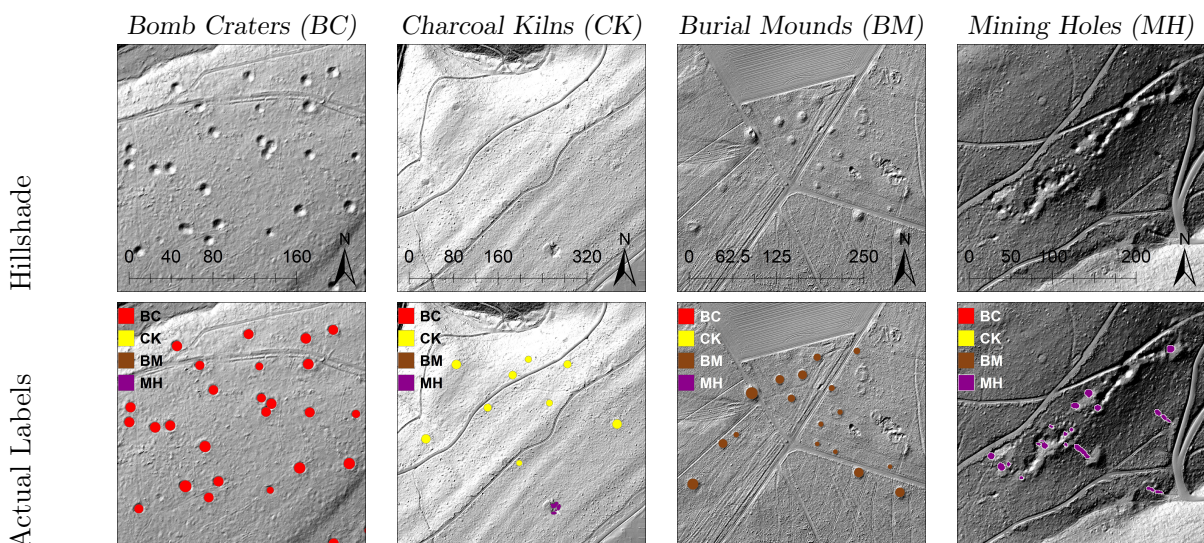 Bomb Craters (BC) Charcoal Kilns (CK) Burial Mounds (BM) Mining Holes (MH)
Hillshade
N N N N
0 40 80 160 0 80 160 320 0 62,5 125 250 0 50 100 200
Actual Labels
BC BC BC BC
CK CK CK CK
BM BM BM BM
MH MH MH MH